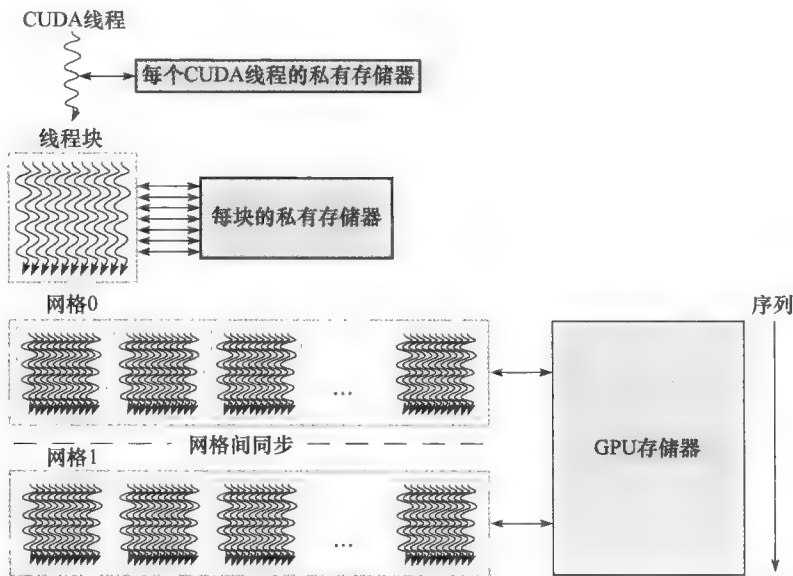 CUDA线程
每个CUDA线程的私有存储器
线程块
每块的私有存储器
网格0
序列
...
网格间同步
GPU存储器
网格1
...